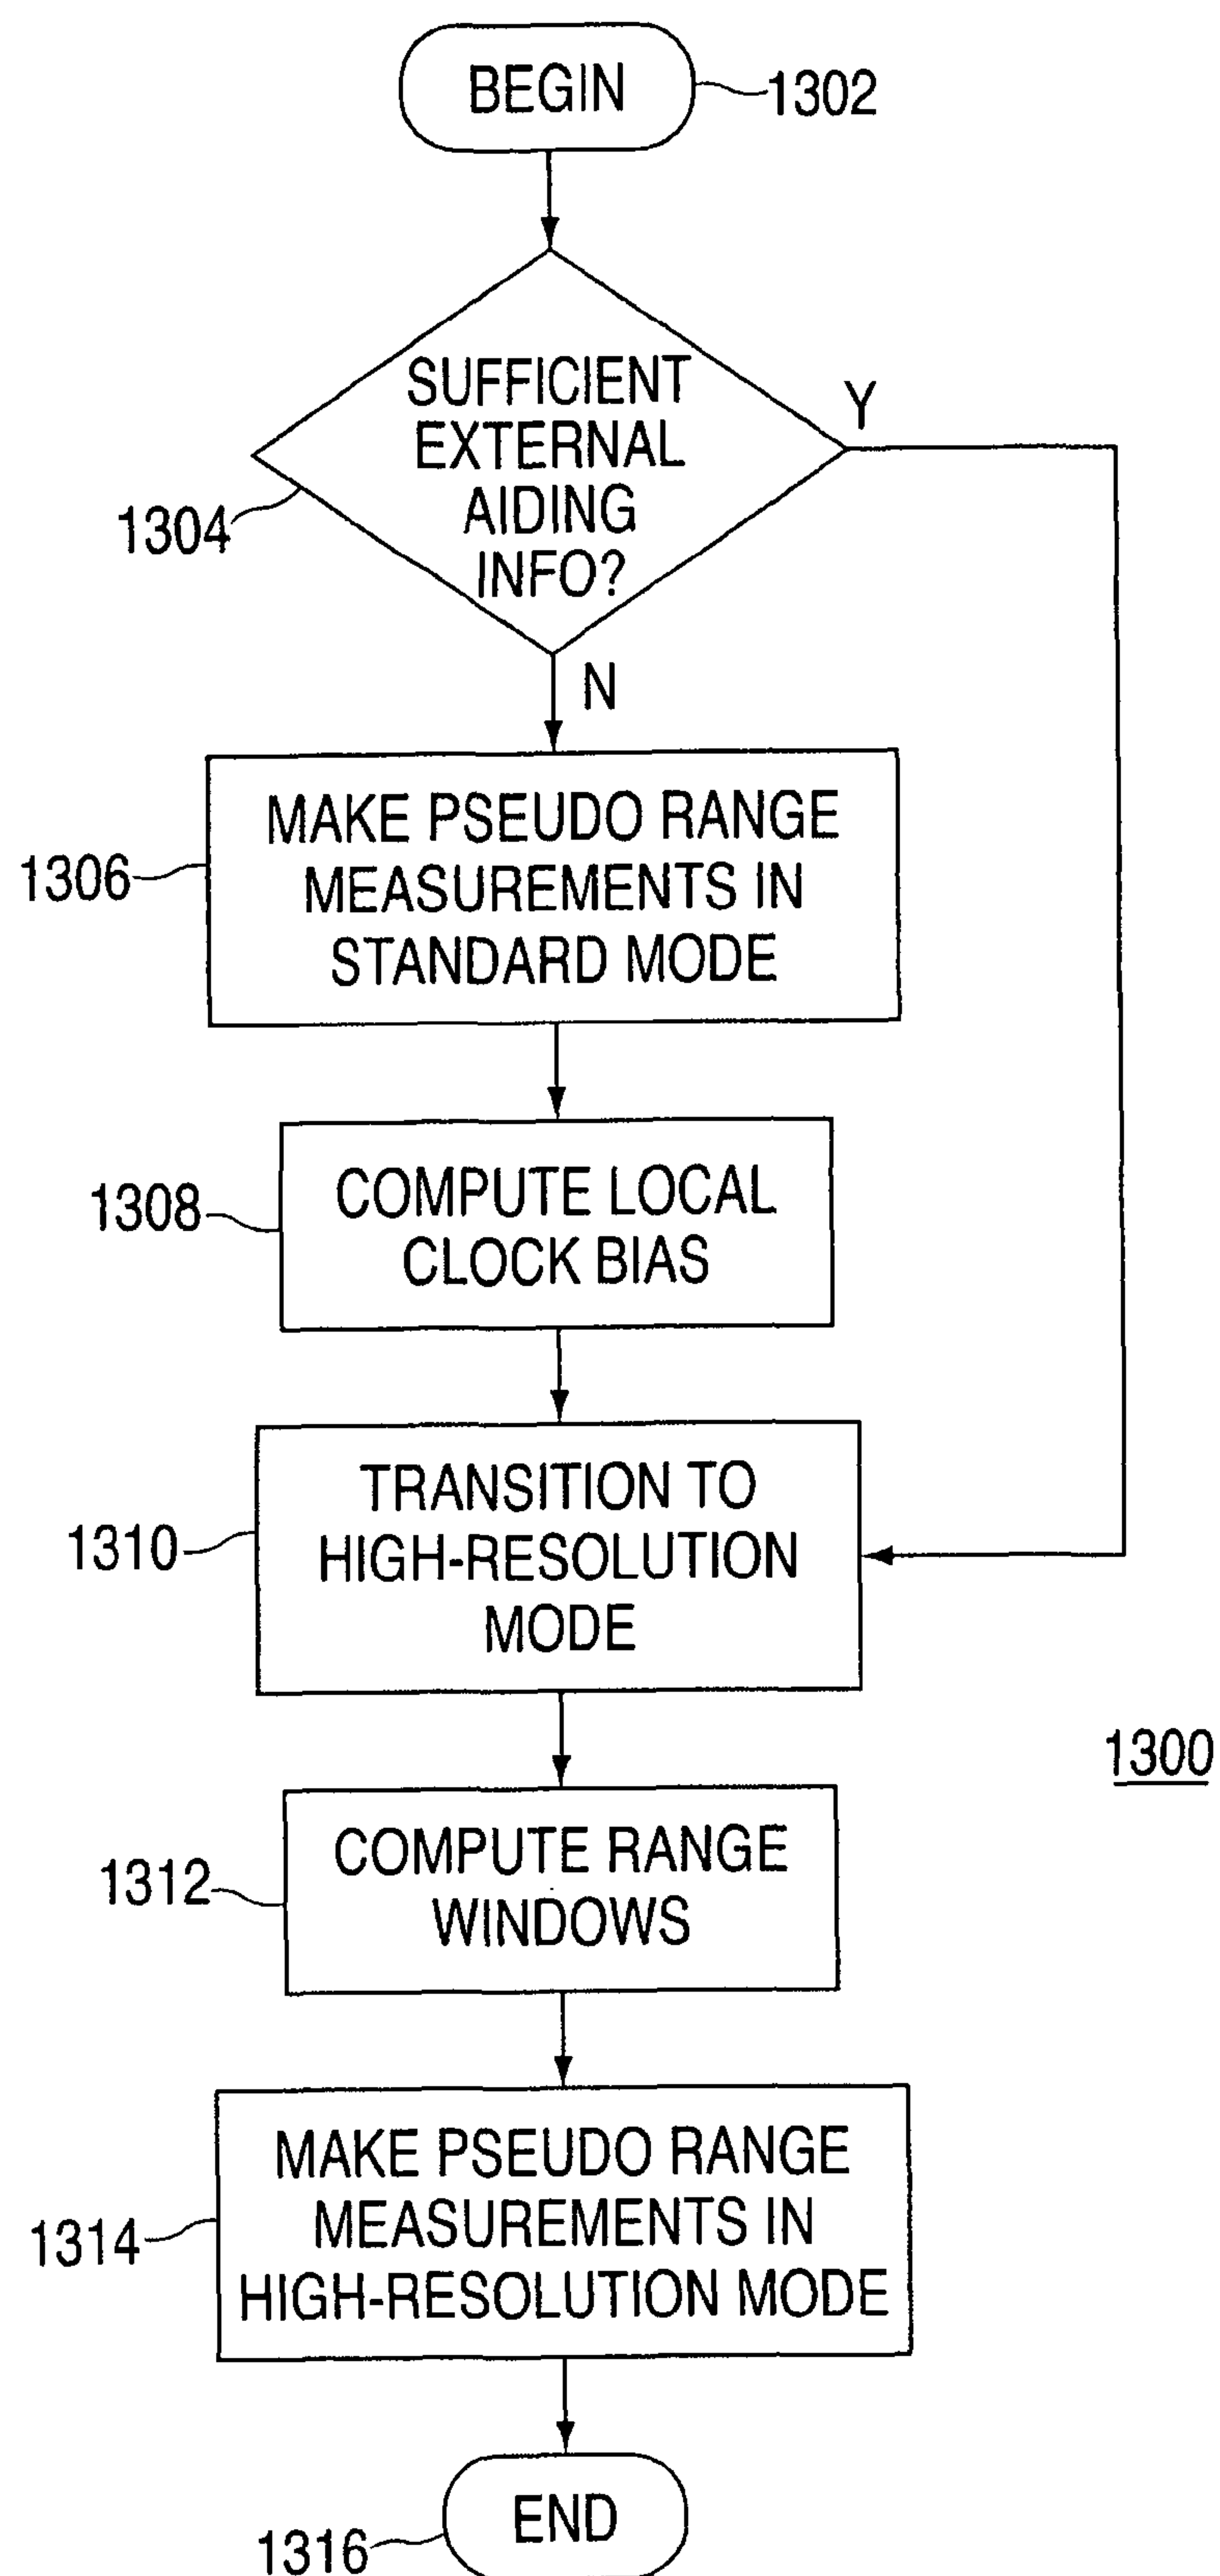 BEGIN
1302
SUFFICIENT
EXTERNAL
AIDING
INFO?
Y
1304
N
MAKE PSEUDO RANGE
MEASUREMENTS IN
STANDARD MODE
1306
COMPUTE LOCAL
CLOCK BIAS
1308
TRANSITION TO
HIGH-RESOLUTION
MODE
1310
1300
COMPUTE RANGE
WINDOWS
1312
MAKE PSEUDO RANGE
MEASUREMENTS IN
HIGH-RESOLUTION MODE
1314
END
1316